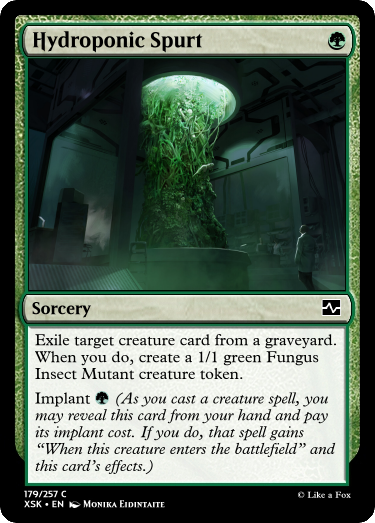 Hydroponic Spurt
Sorcery
Exile target creature card from a graveyard.
When you do, create a 1/1 green Fungus
Insect Mutant creature token.
Implant (As you cast a creature spell, you
may reveal this card from your hand and pay
its implant cost. If you do, that spell gains
“When this creature enters the battlefield” and
this card’s effects.)
179/257 C
XSK • EN Monika Eidintaite
© Like a Fox